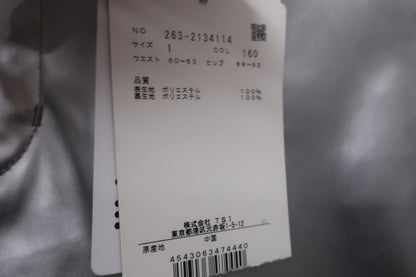 NO 263-2134114
サイズ 1 COL 160
ウエスト 60〜63 ヒップ 88〜92
品質
表生地 ポリエステル 100%
裏生地 ポリエステル 100%
株式会社 TSI
東京都港区元赤坂1-5-12
原産地 中国
4543063474440